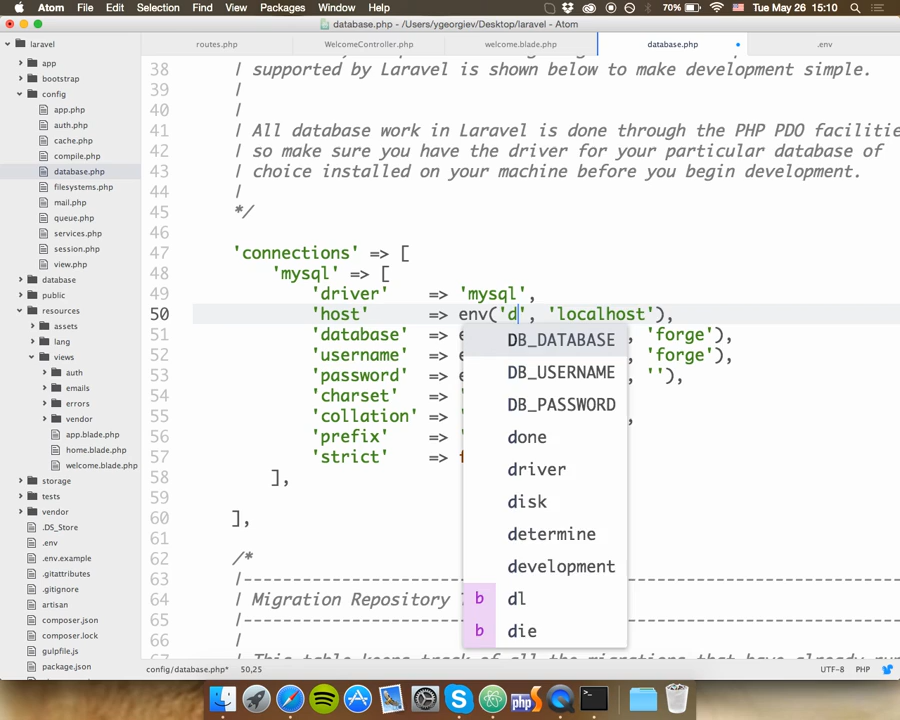 Atom File Edit View Selection Find Packages Window Help 70% Tue May 26 15:10
database.php - /Users/ygeorgiev/Desktop/laravel - Atom
laravel
app
bootstrap
config
app.php
auth.php
cache.php
compile.php
database.php
filesystems.php
mail.php
queue.php
services.php
session.php
view.php
database
public
resources
assets
lang
views
auth
emails
errors
vendor
app.blade.php
home.blade.php
welcome.blade.php
storage
tests
vendor
.DS_Store
.env
.env.example
.gitattributes
.gitignore
artisan
composer.json
composer.lock
gulpfile.js
package.json
routes.php WelcomeController.php welcome.blade.php database.php .env
38 | supported by Laravel is shown below to make development simple.
39 |
40 |
41 | All database work in Laravel is done through the PHP PDO facilitie
42 | so make sure you have the driver for your particular database of
43 | choice installed on your machine before you begin development.
44 |
45 */
46
47 'connections' => [
48 'mysql' => [
49 'driver' => 'mysql',
50 'host' => env('d', 'localhost'),
51 'database' => e , 'forge'),
52 'username' => e , 'forge'),
53 'password' => e , ''),
54 'charset' => '
55 'collation' => ' ,
56 'prefix' => '
57 'strict' => f
58 ],
59
60 ],
61
62 /*
63 |--------------------------------------------------------------------------
64 | Migration Repository T
65 |--------------------------------------------------------------------------
66 |
DB_DATABASE
DB_USERNAME
DB_PASSWORD
done
driver
disk
determine
development
b dl
b die
config/database.php* 50,25 UTF-8 PHP
php